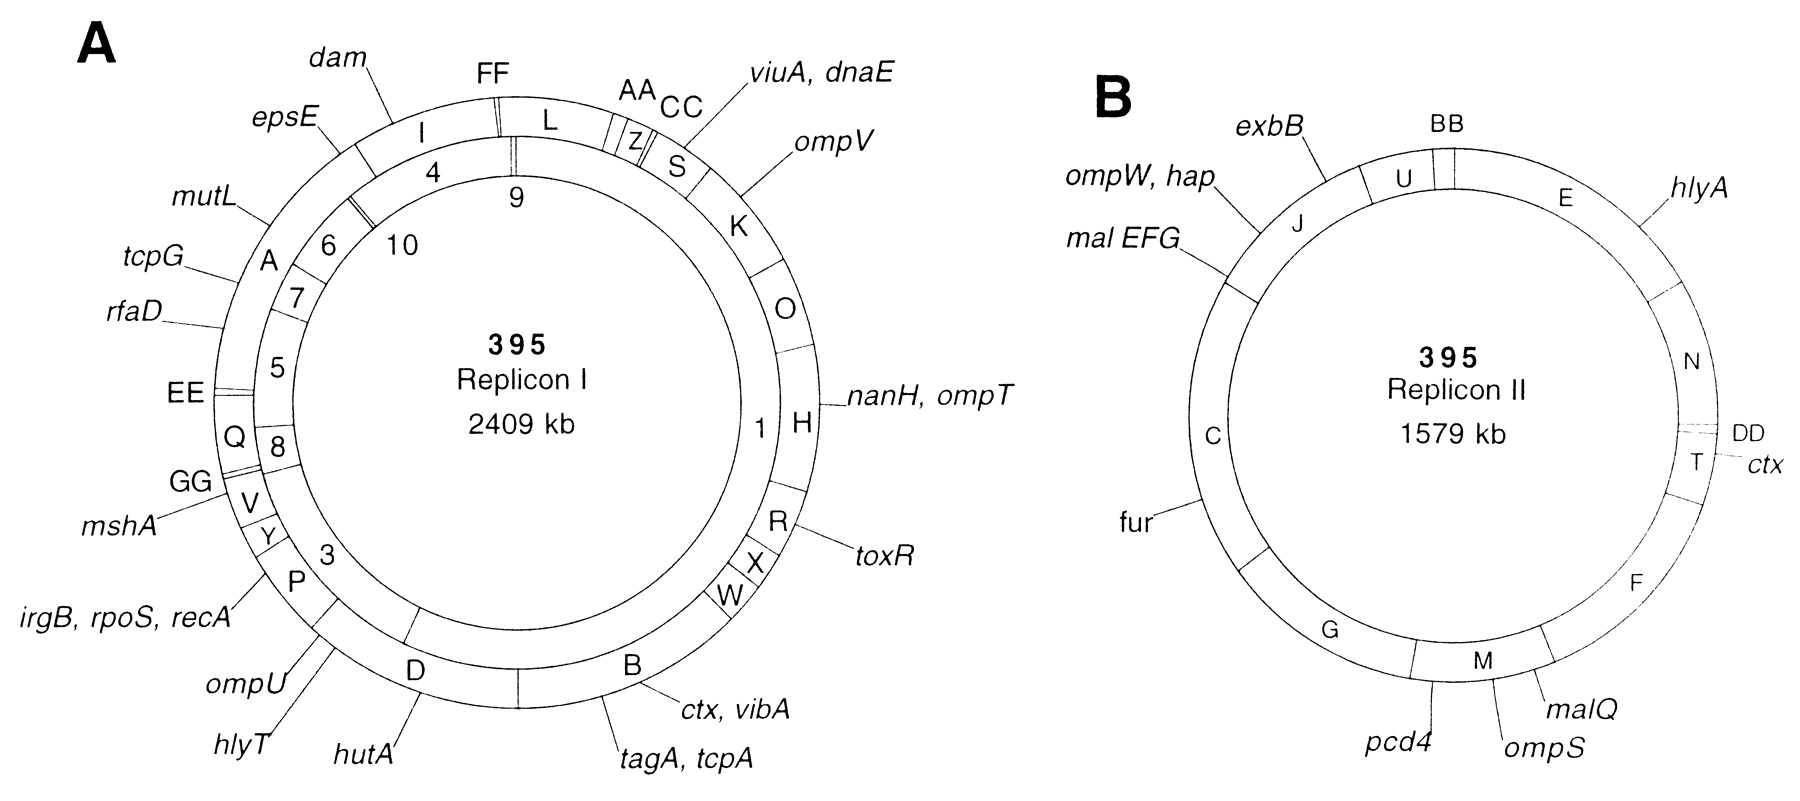 A
dam
FF
AA
CC
viuA, dnaE
epsE
I
L
Z
S
ompV
4
9
K
mutL
6
10
tcpG
A
7
O
rfaD
5
395
Replicon I
2409 kb
EE
nanH, ompT
Q
8
1
H
GG
V
mshA
Y
3
R
toxR
X
P
W
irgB, rpoS, recA
ompU
D
B
ctx, vibA
hlyT
hutA
tagA, tcpA
B
exbB
BB
ompW, hap
U
E
hlyA
J
mal EFG
395
Replicon II
1579 kb
N
C
DD
T
ctx
fur
F
G
M
malQ
pcd4
ompS